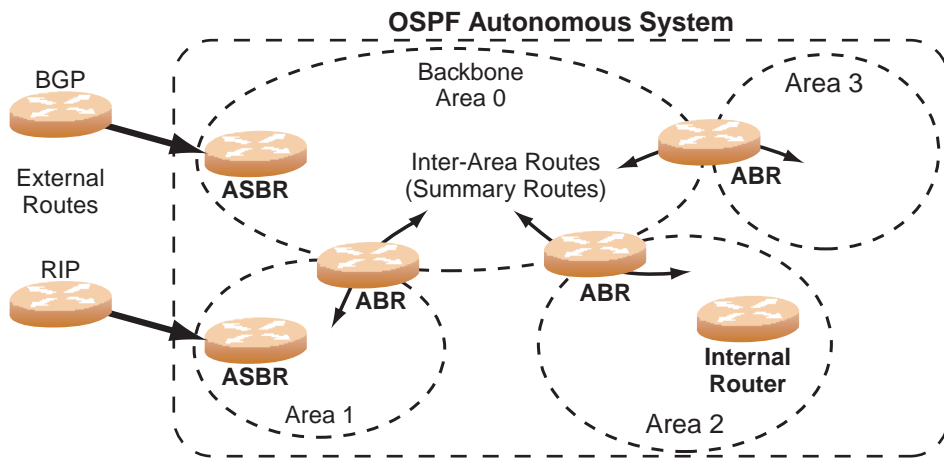 OSPF Autonomous System
BGP
Backbone
Area 0
Area 3
External
Routes
ASBR
Inter-Area Routes
(Summary Routes)
ABR
RIP
ABR
ABR
ASBR
Internal
Router
Area 1
Area 2